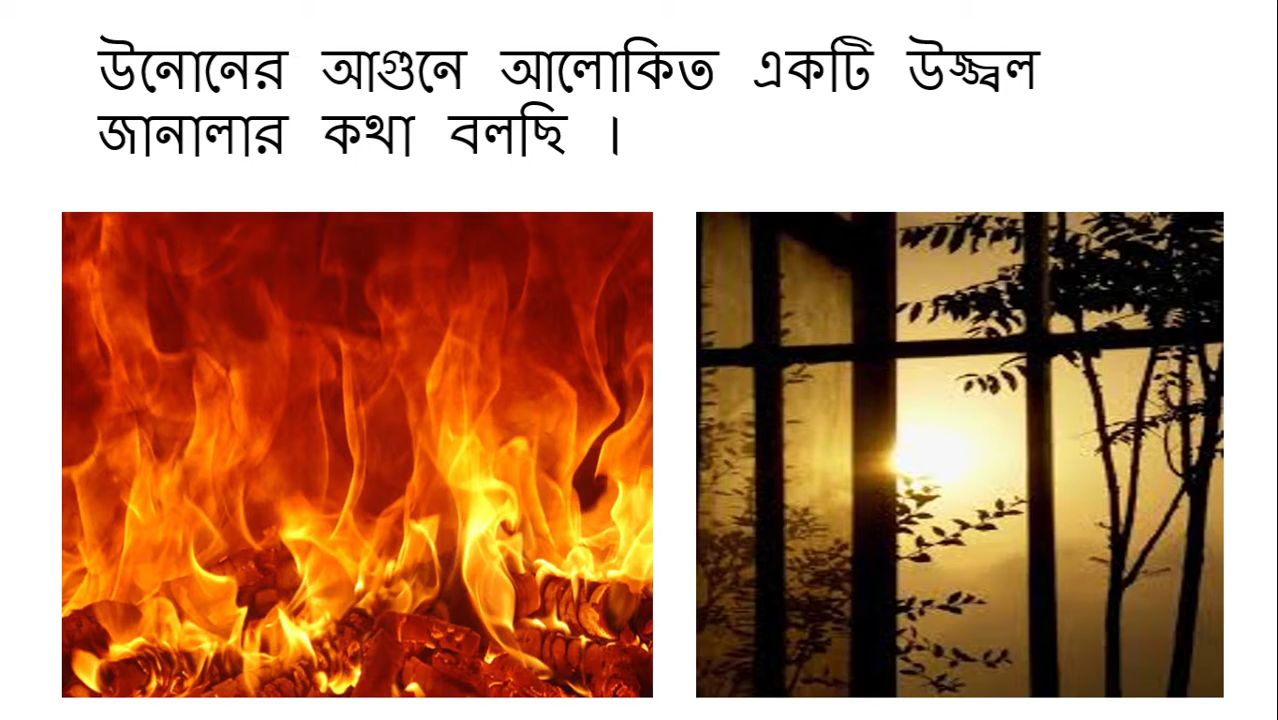 উনোনের আগুনে আলোকিত একটি উজ্জ্বল
জানালার কথা বলছি ।